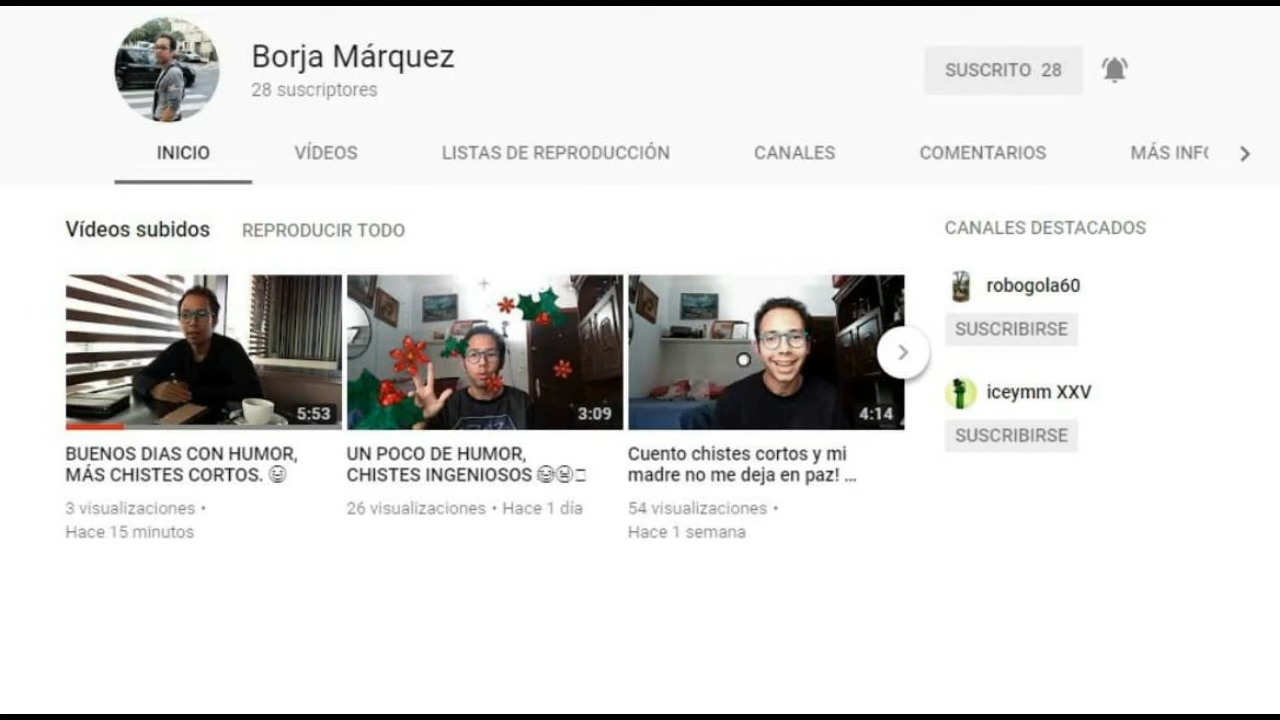 Borja Márquez
28 suscriptores
SUSCRITO 28
INICIO
VÍDEOS
LISTAS DE REPRODUCCIÓN
CANALES
COMENTARIOS
MÁS INF
Vídeos subidos
REPRODUCIR TODO
5:53
BUENOS DIAS CON HUMOR,
MÁS CHISTES CORTOS. 😂
3 visualizaciones •
Hace 15 minutos
3:09
UN POCO DE HUMOR,
CHISTES INGENIOSOS 😂😂□
26 visualizaciones • Hace 1 día
4:14
Cuento chistes cortos y mi
madre no me deja en paz! ...
54 visualizaciones •
Hace 1 semana
CANALES DESTACADOS
robogola60
SUSCRIBIRSE
iceymm XXV
SUSCRIBIRSE